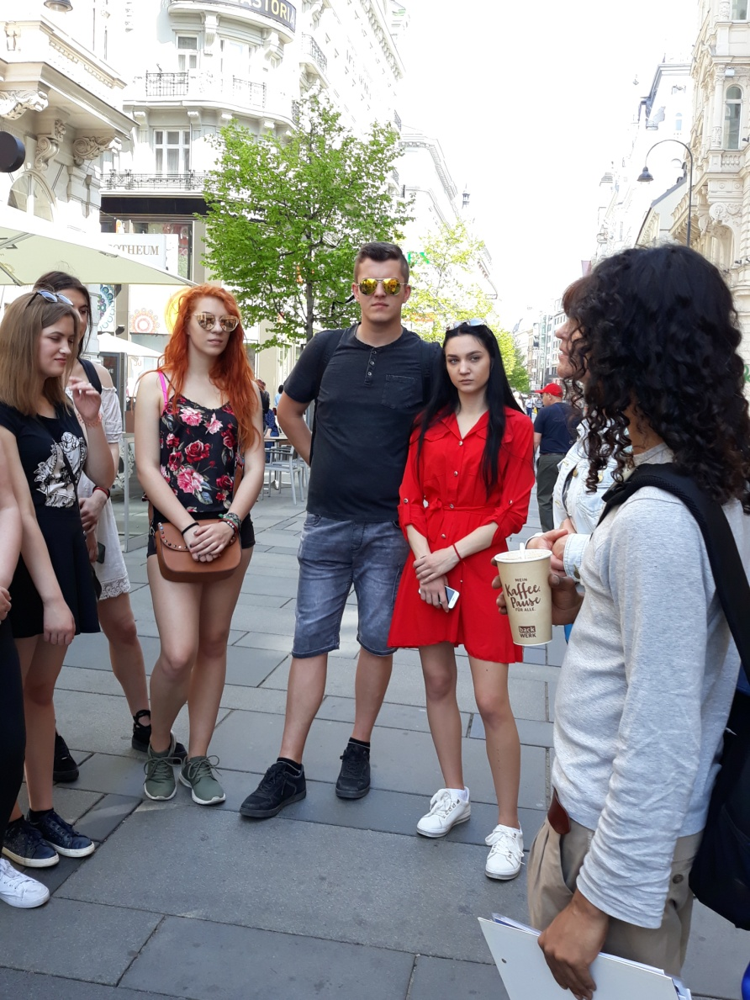 ASTORIA
OTHEUM
MEIN
Kaffee
Pause
FÜR ALLE.
back
WERK